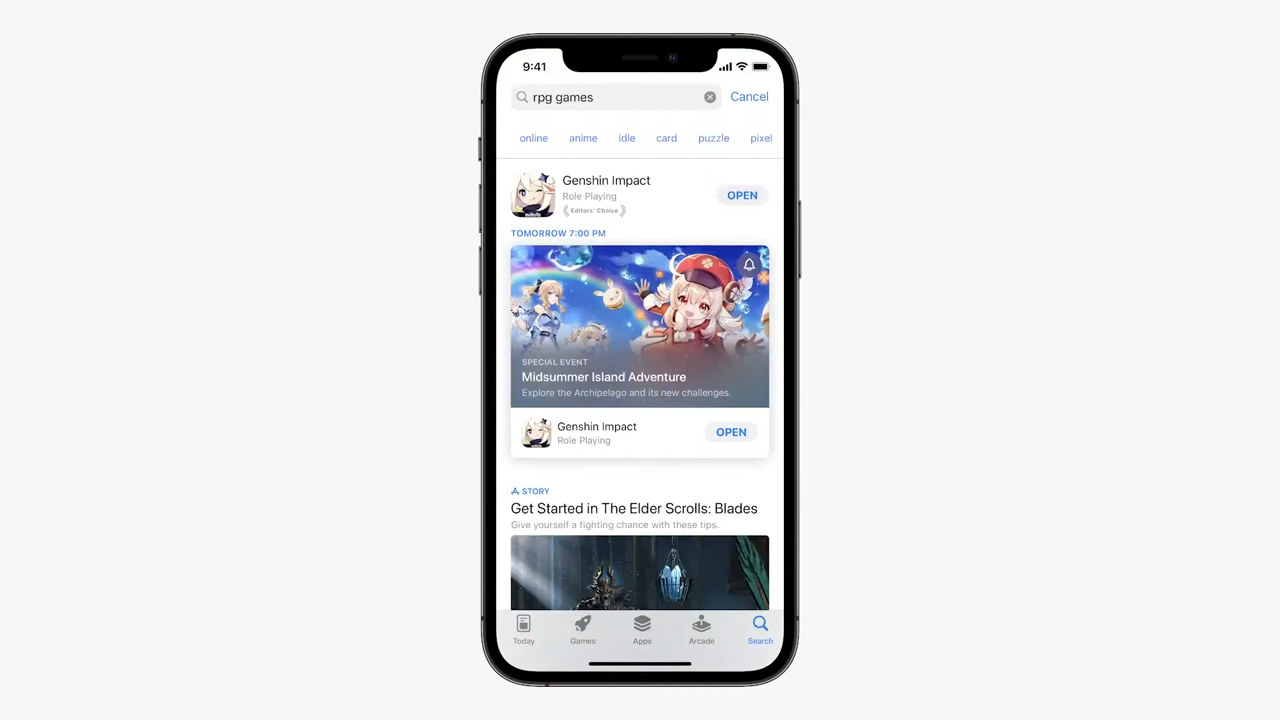 9:41
rpg games
Cancel
online anime idle card puzzle pixel
Genshin Impact
Role Playing
Editors' Choice
OPEN
TOMORROW 7:00 PM
SPECIAL EVENT
Midsummer Island Adventure
Explore the Archipelago and its new challenges.
Genshin Impact
Role Playing
OPEN
STORY
Get Started in The Elder Scrolls: Blades
Give yourself a fighting chance with these tips.
Today Games Apps Arcade Search